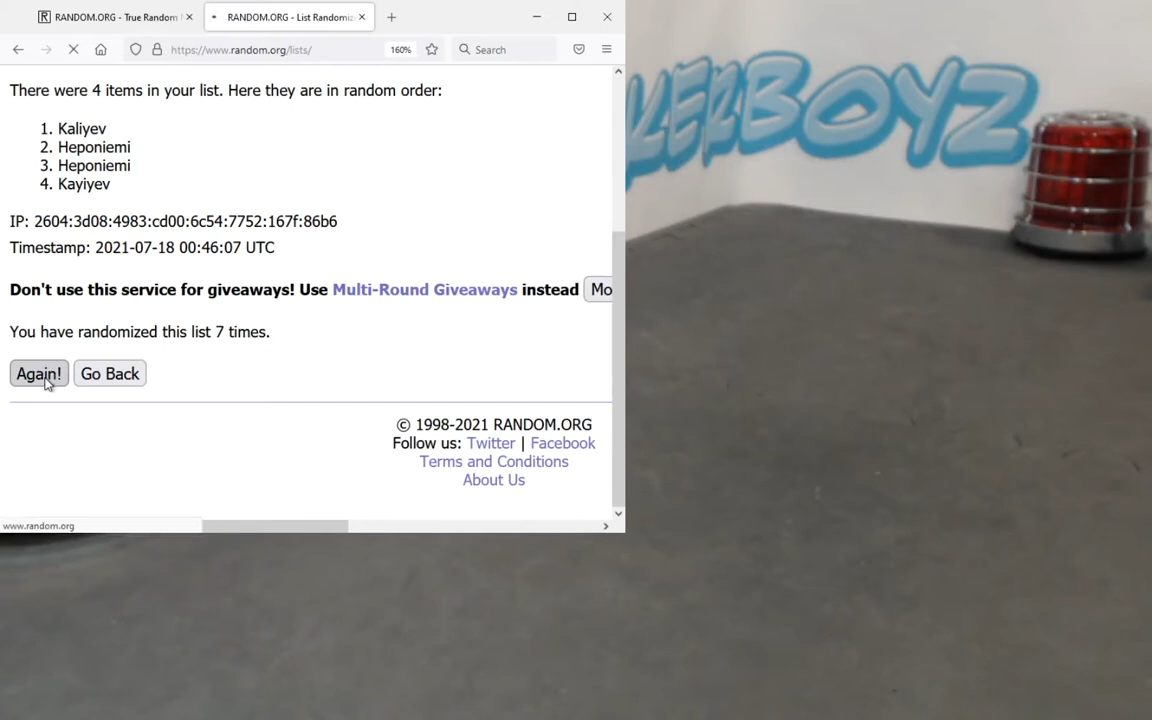 RANDOM.ORG - True Random
RANDOM.ORG - List Randomiz
https://www.random.org/lists/
160%
Search
There were 4 items in your list. Here they are in random order:
1. Kaliyev
2. Heponiemi
3. Heponiemi
4. Kayiyev
IP: 2604:3d08:4983:cd00:6c54:7752:167f:86b6
Timestamp: 2021-07-18 00:46:07 UTC
Don't use this service for giveaways! Use Multi-Round Giveaways instead Mo
You have randomized this list 7 times.
Again! Go Back
© 1998-2021 RANDOM.ORG
Follow us: Twitter | Facebook
Terms and Conditions
About Us
www.random.org
KERBOYZ